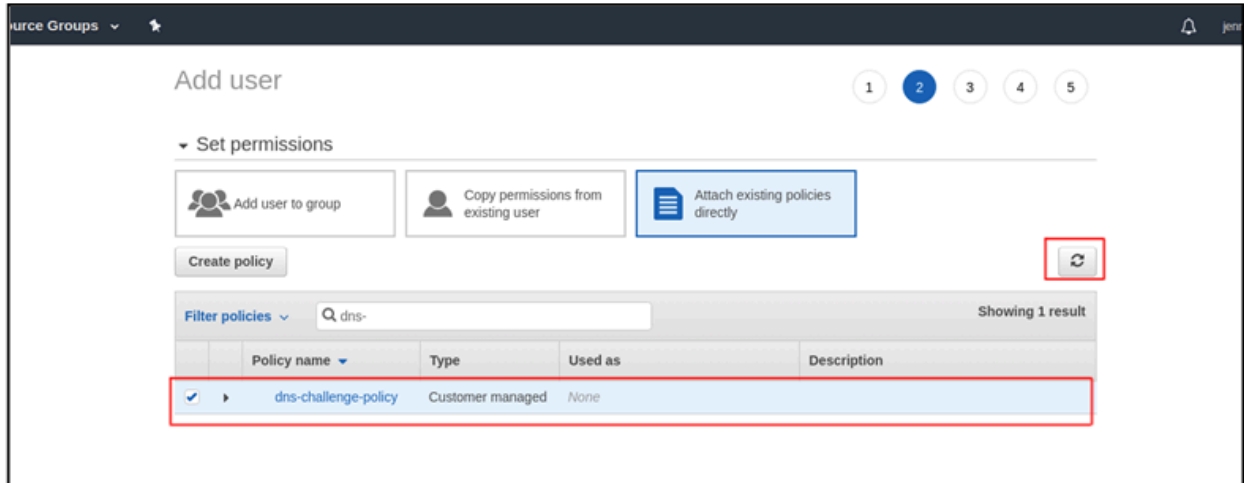 urce Groups
jenr
Add user
1 2 3 4 5
Set permissions
Add user to group
Copy permissions from
existing user
Attach existing policies
directly
Create policy
Filter policies
dns-
Showing 1 result
Policy name Type Used as Description
dns-challenge-policy Customer managed None